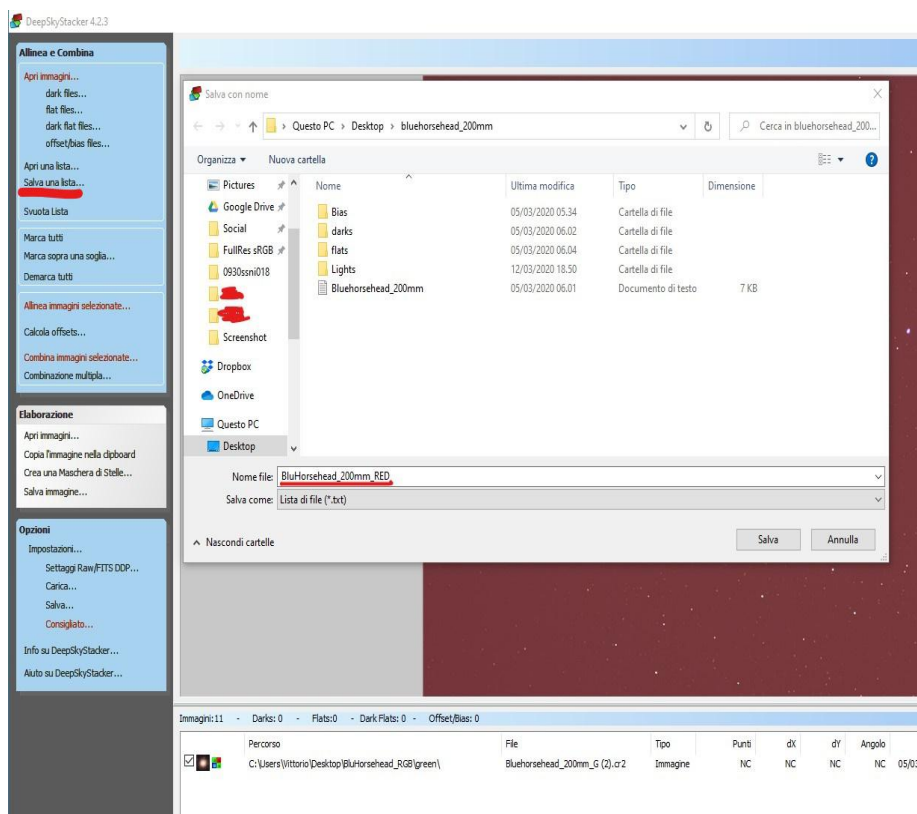 DeepSkyStacker 4.2.3
Allinea e Combina
Apri immagini...
dark files...
flat files...
dark flat files...
offset/bias files...
Apri una lista...
Salva una lista...
Svuota Lista
Marca tutti
Marca sopra una soglia...
Demarca tutti
Allinea immagini selezionate...
Calcola offsets...
Combina immagini selezionate...
Combinazione multipla...
Elaborazione
Apri immagini...
Copia l'immagine nella clipboard
Crea una Maschera di Stelle...
Salva immagine...
Opzioni
Impostazioni...
Settaggi Raw/FITS DDP...
Carica...
Salva...
Consigliato...
Info su DeepSkyStacker...
Aiuto su DeepSkyStacker...
Salva con nome
Questo PC > Desktop > bluehorsehead_200mm
Cerca in bluehorsehead_200...
Organizza Nuova cartella
Pictures
Google Drive
Social
FullRes sRGB
0930ssni018
Screenshot
Dropbox
OneDrive
Questo PC
Desktop
Nome Ultima modifica Tipo Dimensione
Bias 05/03/2020 05.34 Cartella di file
darks 05/03/2020 06.02 Cartella di file
flats 05/03/2020 06.04 Cartella di file
Lights 12/03/2020 18.50 Cartella di file
Bluehorsehead_200mm 05/03/2020 06.01 Documento di testo 7 KB
Nome file: BluHorsehead_200mm_RED
Salva come: Lista di file (*.txt)
Nascondi cartelle
Salva Annulla
Immagini:11 - Darks: 0 - Flats:0 - Dark Flats: 0 - Offset/Bias: 0
Percorso File Tipo Punti dX dY Angolo
C:\Users\Vittorio\Desktop\BluHorsehead_RGB\green\ Bluehorsehead_200mm_G (2).cr2 Immagine NC NC NC NC 05/03